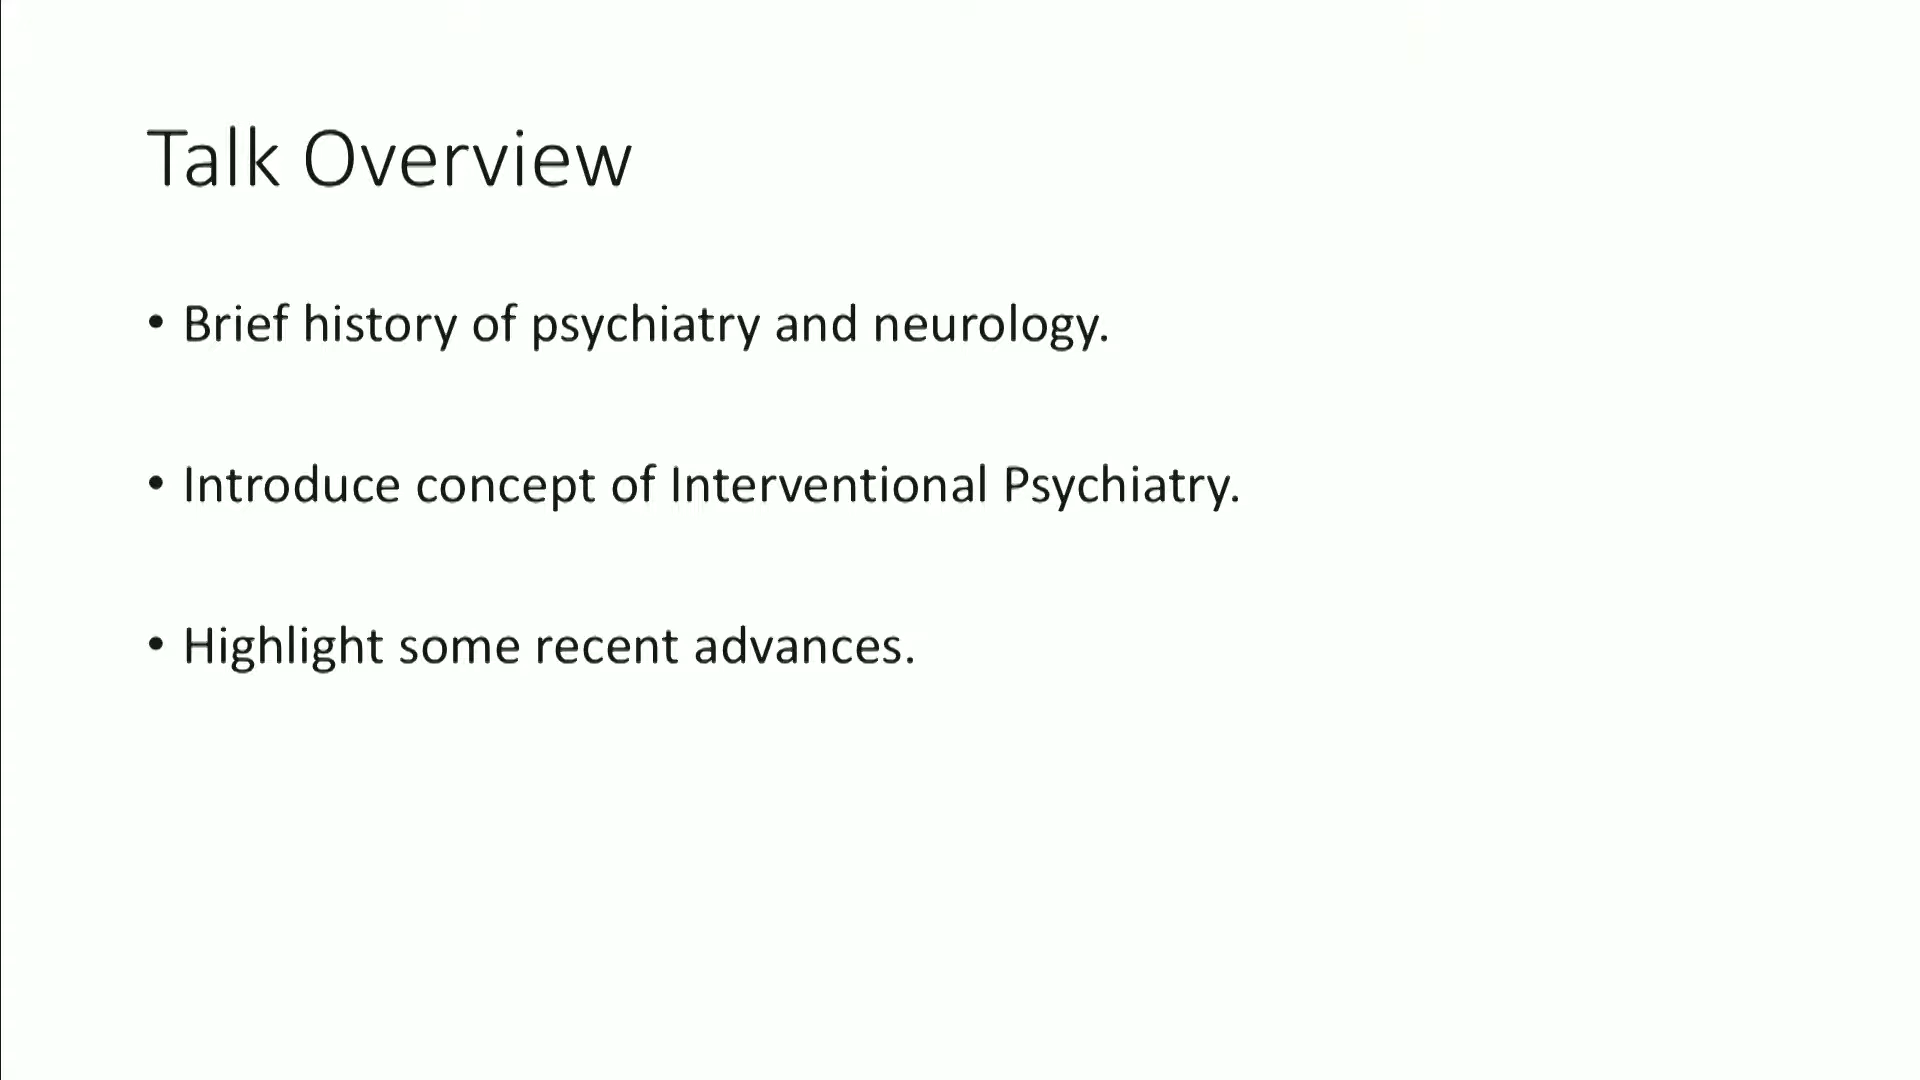 Talk Overview
• Brief history of psychiatry and neurology.
• Introduce concept of Interventional Psychiatry.
• Highlight some recent advances.